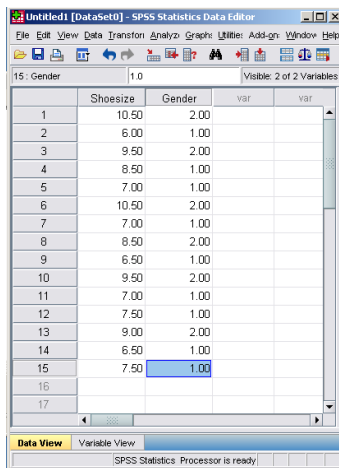 Untitled1 [DataSet0] - SPSS Statistics Data Editor
File Edit View Data Transfor Analyz Graph Utilitie Add-on Window Help
15 : Gender 1.0 Visible: 2 of 2 Variables
Shoesize Gender var var
1 10.50 2.00
2 6.00 1.00
3 9.50 2.00
4 8.50 1.00
5 7.00 1.00
6 10.50 2.00
7 7.00 1.00
8 8.50 2.00
9 6.50 1.00
10 9.50 2.00
11 7.00 1.00
12 7.50 1.00
13 9.00 2.00
14 6.50 1.00
15 7.50 1.00
16
17
Data View Variable View
SPSS Statistics Processor is ready